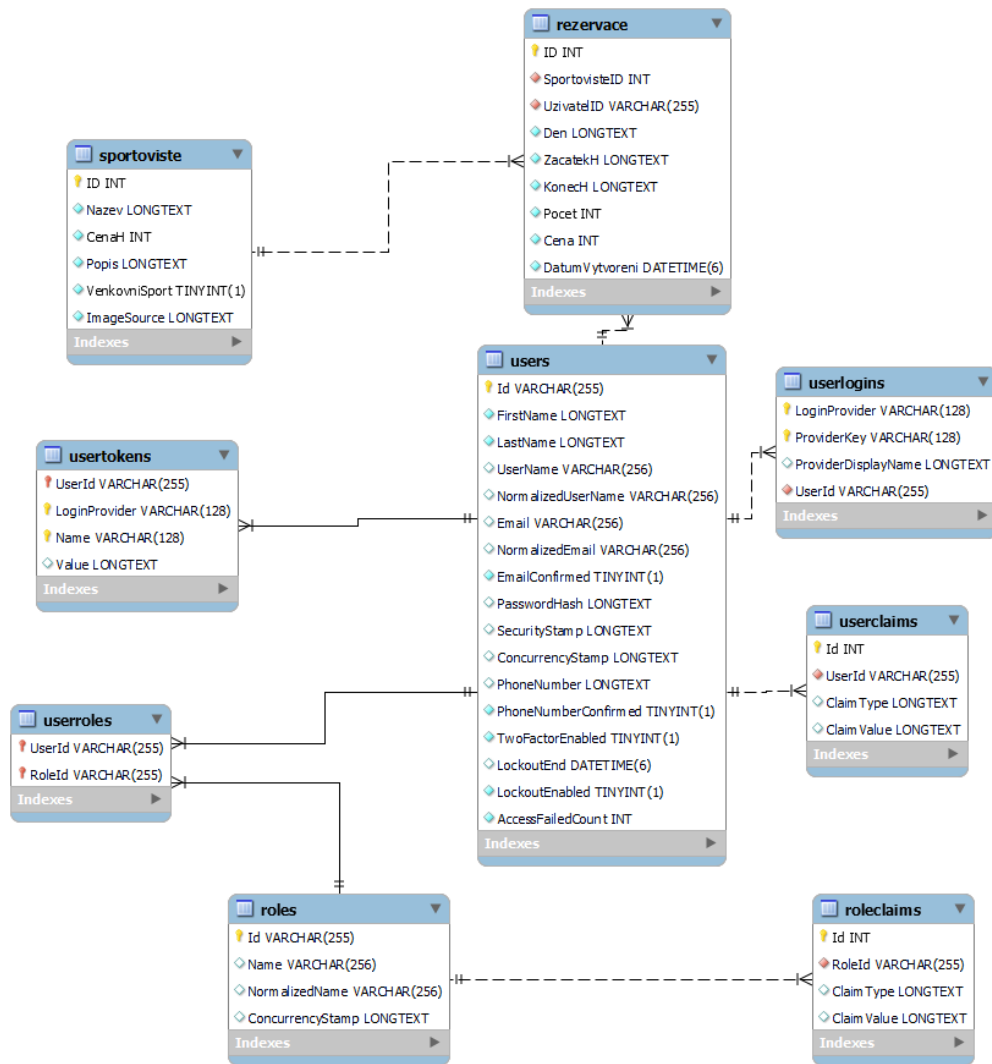 rezervace
ID INT
SportovisteID INT
UzivatelID VARCHAR(255)
Den LONGTEXT
ZacatekH LONGTEXT
KonecH LONGTEXT
Pocet INT
Cena INT
DatumVytvoreni DATETIME(6)
Indexes
sportoviste
ID INT
Nazev LONGTEXT
CenaH INT
Popis LONGTEXT
VenkovniSport TINYINT(1)
ImageSource LONGTEXT
Indexes
users
Id VARCHAR(255)
FirstName LONGTEXT
LastName LONGTEXT
UserName VARCHAR(256)
NormalizedUserName VARCHAR(256)
Email VARCHAR(256)
NormalizedEmail VARCHAR(256)
EmailConfirmed TINYINT(1)
PasswordHash LONGTEXT
SecurityStamp LONGTEXT
ConcurrencyStamp LONGTEXT
PhoneNumber LONGTEXT
PhoneNumberConfirmed TINYINT(1)
TwoFactorEnabled TINYINT(1)
LockoutEnd DATETIME(6)
LockoutEnabled TINYINT(1)
AccessFailedCount INT
Indexes
userlogins
LoginProvider VARCHAR(128)
ProviderKey VARCHAR(128)
ProviderDisplayName LONGTEXT
UserId VARCHAR(255)
Indexes
usertokens
UserId VARCHAR(255)
LoginProvider VARCHAR(128)
Name VARCHAR(128)
Value LONGTEXT
Indexes
userclaims
Id INT
UserId VARCHAR(255)
ClaimType LONGTEXT
ClaimValue LONGTEXT
Indexes
userroles
UserId VARCHAR(255)
RoleId VARCHAR(255)
Indexes
roles
Id VARCHAR(255)
Name VARCHAR(256)
NormalizedName VARCHAR(256)
ConcurrencyStamp LONGTEXT
Indexes
roleclaims
Id INT
RoleId VARCHAR(255)
ClaimType LONGTEXT
ClaimValue LONGTEXT
Indexes